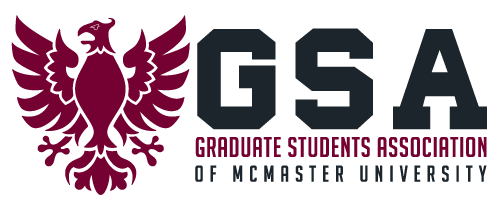 GSA
GRADUATE STUDENTS ASSOCIATION
OF MCMASTER UNIVERSITY